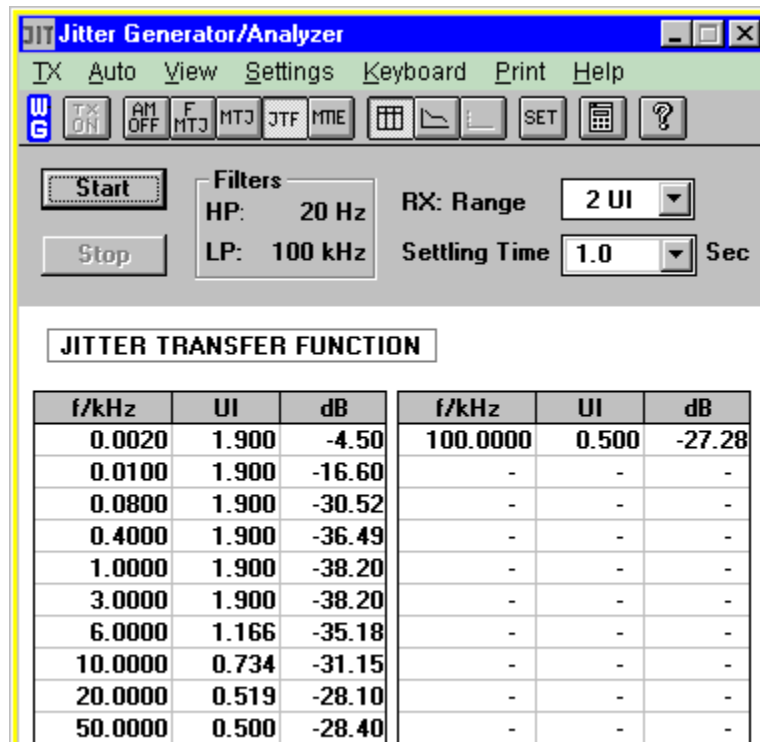 JIT Jitter Generator/Analyzer
TX Auto View Settings Keyboard Print Help
WG TX ON AM OFF F MTJ MTJ JTF MTIE SET ?
Start
Filters
HP: 20 Hz
LP: 100 kHz
RX: Range 2 UI
Stop
Settling Time 1.0 Sec
JITTER TRANSFER FUNCTION
f/kHz UI dB f/kHz UI dB
0.0020 1.900 -4.50 100.0000 0.500 -27.28
0.0100 1.900 -16.60 - - -
0.0800 1.900 -30.52 - - -
0.4000 1.900 -36.49 - - -
1.0000 1.900 -38.20 - - -
3.0000 1.900 -38.20 - - -
6.0000 1.166 -35.18 - - -
10.0000 0.734 -31.15 - - -
20.0000 0.519 -28.10 - - -
50.0000 0.500 -28.40 - - -